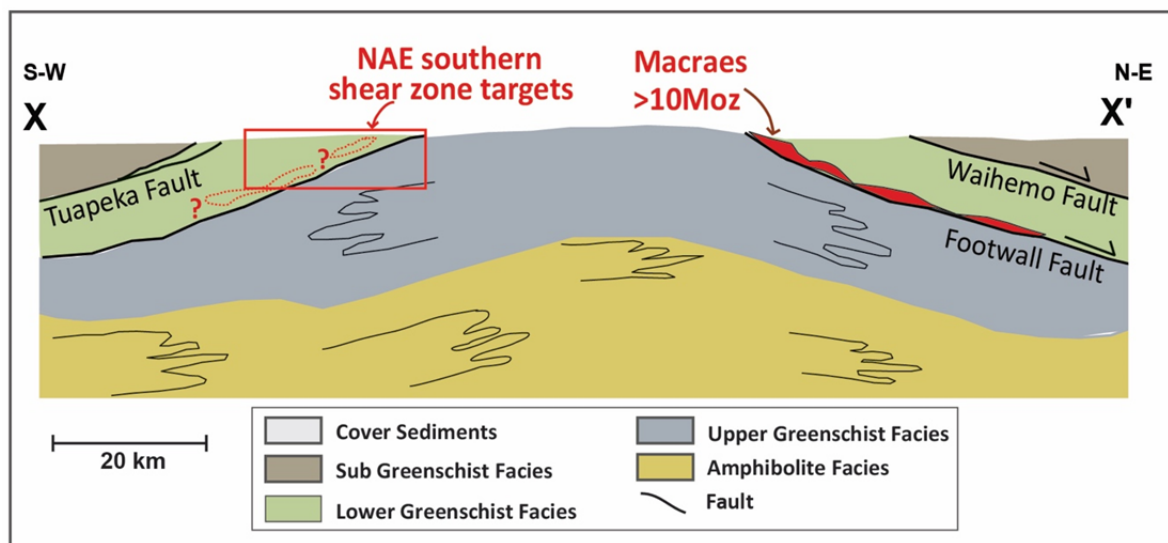 S-W
X
NAE southern
shear zone targets
Macraes
>10Moz
N-E
X'
?
?
Tuapeka Fault
Waihemo Fault
Footwall Fault
20 km
Cover Sediments
Sub Greenschist Facies
Lower Greenschist Facies
Upper Greenschist Facies
Amphibolite Facies
Fault